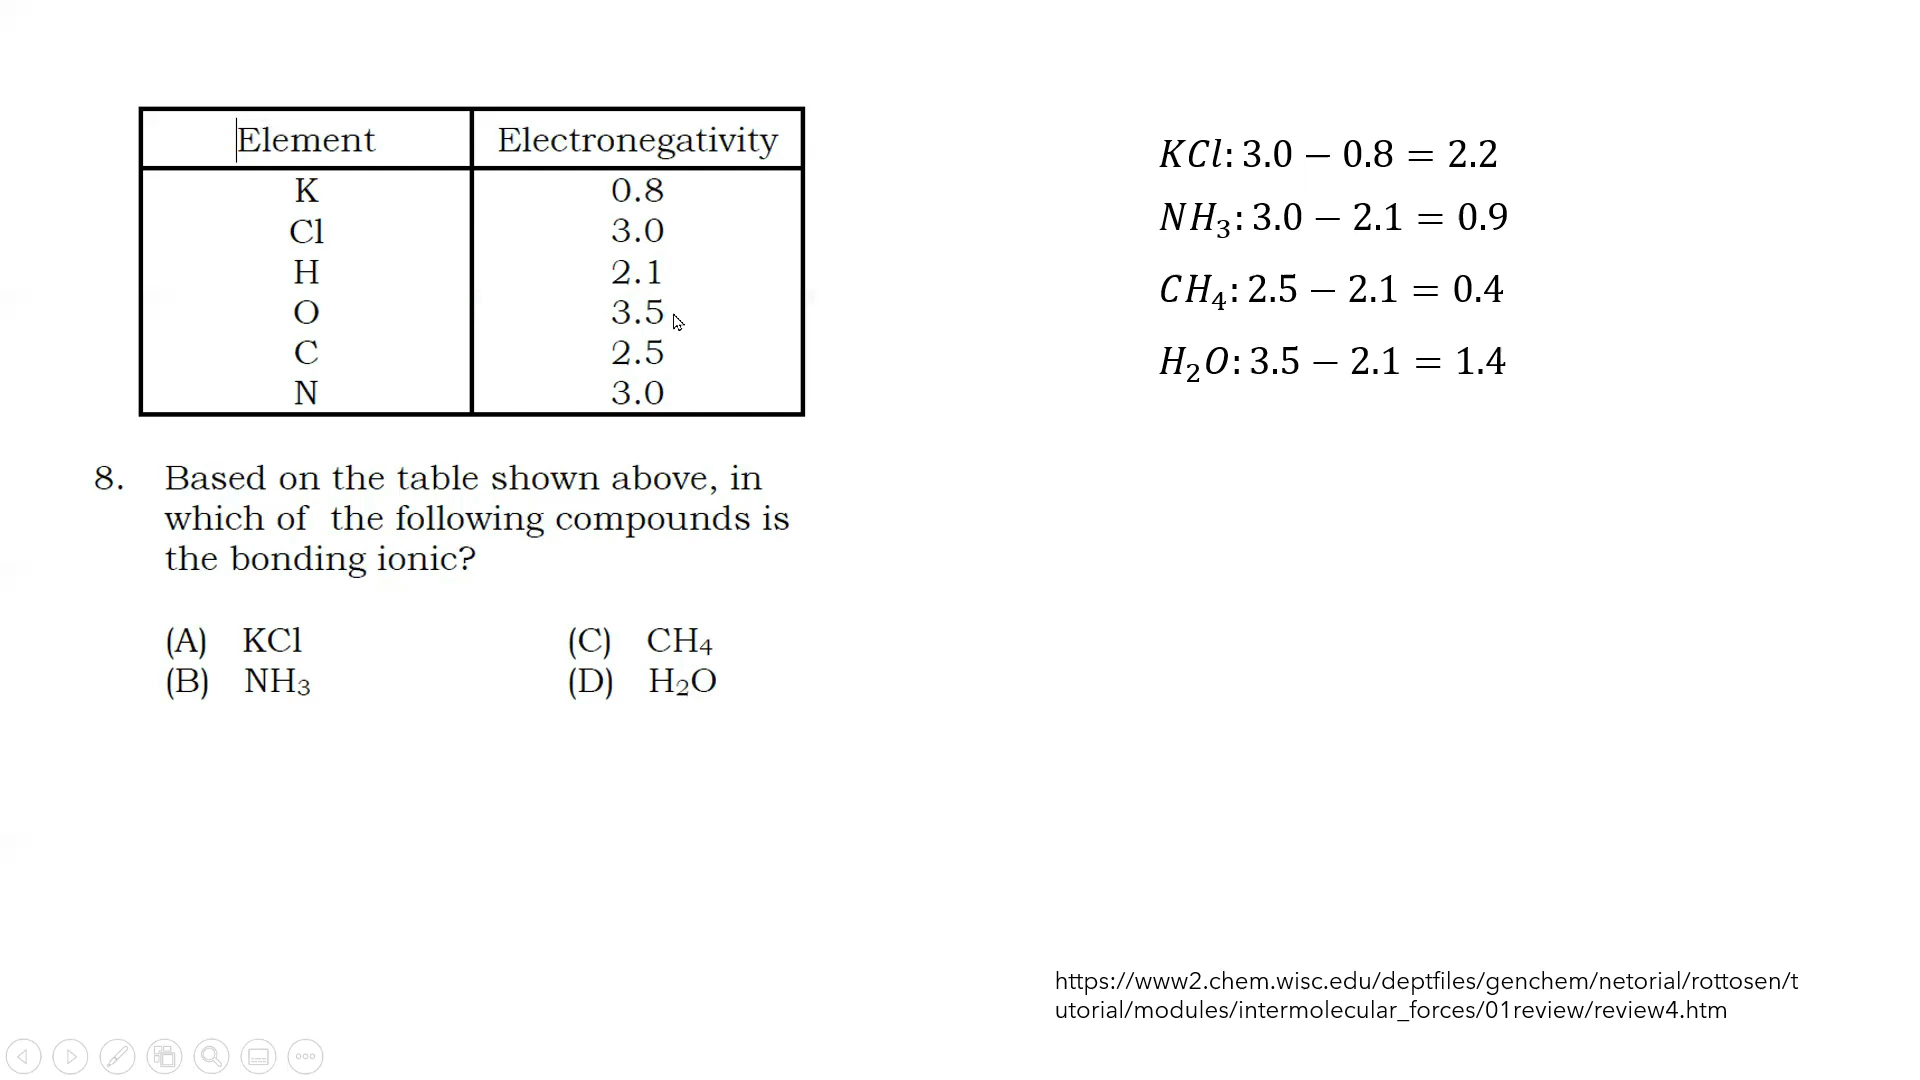 Element Electronegativity
K 0.8
Cl 3.0
H 2.1
O 3.5
C 2.5
N 3.0
8. Based on the table shown above, in
which of the following compounds is
the bonding ionic?
(A) KCl (C) CH₄
(B) NH₃ (D) H₂O
KCl: 3.0 − 0.8 = 2.2
NH₃: 3.0 − 2.1 = 0.9
CH₄: 2.5 − 2.1 = 0.4
H₂O: 3.5 − 2.1 = 1.4
https://www2.chem.wisc.edu/deptfiles/genchem/netorial/rottosen/t
utorial/modules/intermolecular_forces/01review/review4.htm